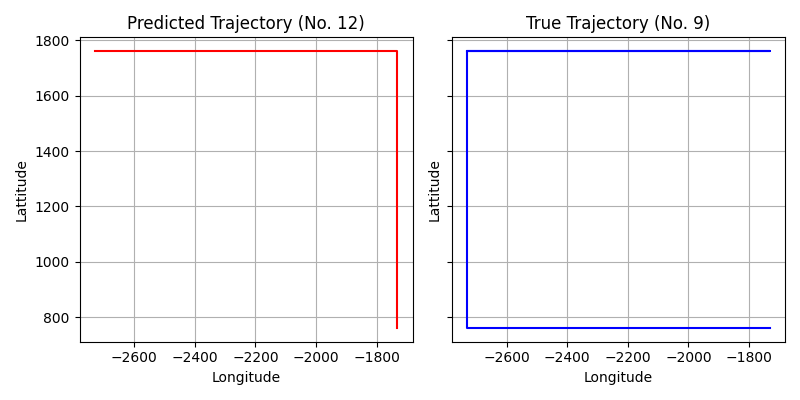 Predicted Trajectory (No. 12)
True Trajectory (No. 9)
1800
1600
1400
1200
1000
800
Lattitude
Lattitude
−2600 −2400 −2200 −2000 −1800
−2600 −2400 −2200 −2000 −1800
Longitude
Longitude